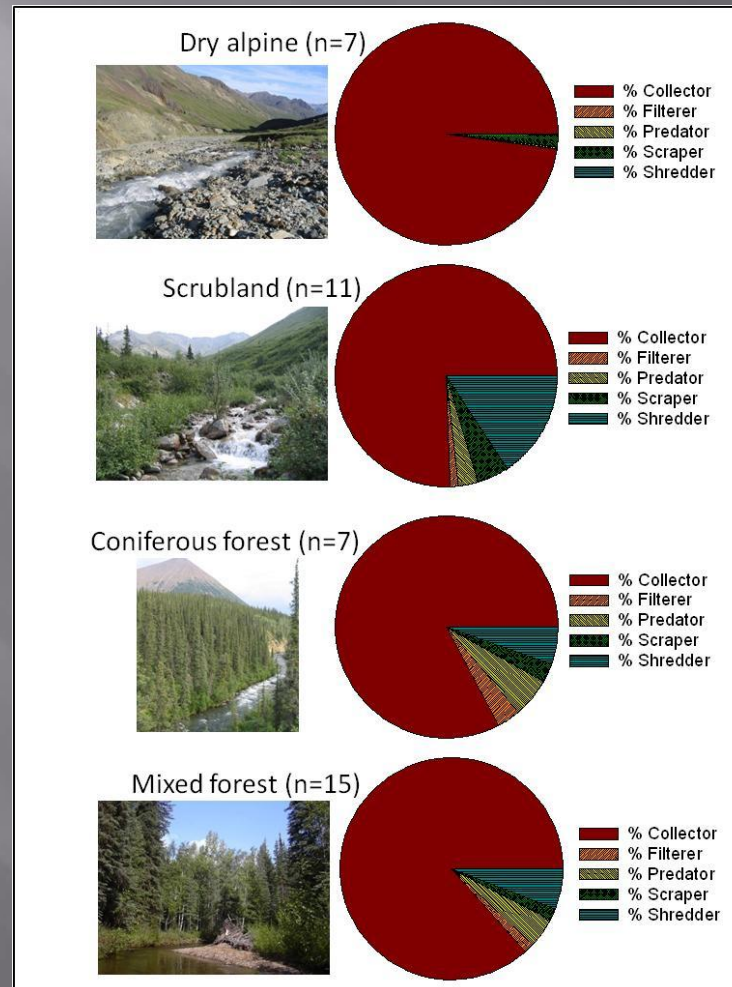 Dry alpine (n=7)
% Collector
% Filterer
% Predator
% Scraper
% Shredder
Scrubland (n=11)
% Collector
% Filterer
% Predator
% Scraper
% Shredder
Coniferous forest (n=7)
% Collector
% Filterer
% Predator
% Scraper
% Shredder
Mixed forest (n=15)
% Collector
% Filterer
% Predator
% Scraper
% Shredder